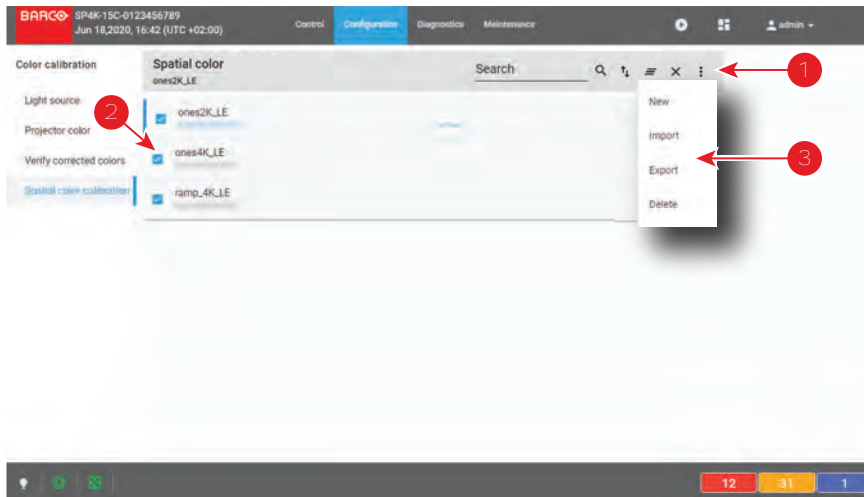 BARCO SP4K-15C-0123456789
Jun 18,2020, 16:42 (UTC +02:00)
Control Configuration Diagnostics Maintenance admin
Color calibration
Light source
Projector color
Verify corrected colors
Spatial color calibration
Spatial color
ones2K_LE
Search
1
ones2K_LE
2
ones4K_LE
ramp_4K_LE
New
Import
Export
Delete
3
12 31 1